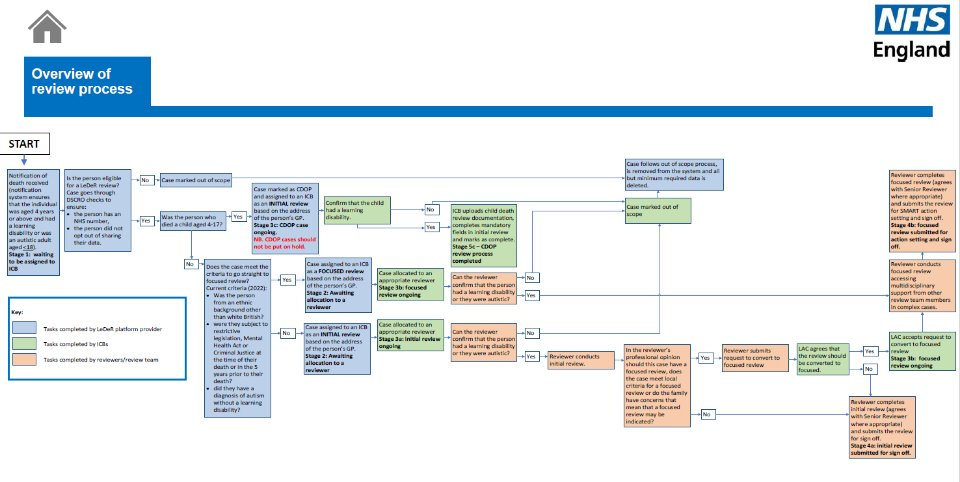 NHS
England
Overview of
review process
START
Notification of
death received
(notification
system ensures
that the individual
was aged 4 years
or above and had
a learning
disability or was
an autistic adult
aged <18).
Stage 1: waiting
to be assigned to
ICB
Is the person eligible
for a LeDeR review?
Case goes through
DSCRO checks to
ensure:
• the person has an
NHS number,
• the person did not
opt out of sharing
their data.
No
Case marked out of scope
Yes
Was the person who
died a child aged 4-17?
Yes
Case marked as CDOP
and assigned to an ICB
as an INITIAL review
based on the address
of the person's GP.
Stage 3c: CDOP case
ongoing.
NB. CDOP cases should
not be put on hold.
Confirm that the child
had a learning
disability.
No
Yes
ICB uploads child death
review documentation,
completes mandatory
fields in initial review
and marks as complete.
Stage 5c – CDOP
review process
completed
Case follows out of scope process,
is removed from the system and all
but minimum required data is
deleted.
Case marked out of
scope
No
Does the case meet the
criteria to go straight to
focused review?
Current criteria (2022):
• Was the person
from an ethnic
background other
than white British?
• were they subject to
restrictive
legislation, Mental
Health Act or
Criminal Justice at
the time of their
death or in the 5
years prior to their
death?
• did they have a
diagnosis of autism
without a learning
disability?
Yes
Case assigned to an ICB
as a FOCUSED review
based on the address of
the person's GP.
Stage 2: Awaiting
allocation to a
reviewer
Case allocated to an
appropriate reviewer
Stage 3b: focused
review ongoing
Can the reviewer
confirm that the person
had a learning disability
or they were autistic?
No
Yes
No
Case assigned to an ICB
as an INITIAL review
based on the address
of the person's GP.
Stage 2: Awaiting
allocation to a
reviewer
Case allocated to an
appropriate reviewer
Stage 3a: initial review
ongoing
Can the reviewer
confirm that the person
had a learning disability
or they were autistic?
No
Yes
Reviewer conducts
initial review.
In the reviewer's
professional opinion
should this case have a
focused review, does
the case meet local
criteria for a focused
review or do the family
have concerns that
mean that a focused
review may be
indicated?
Yes
Reviewer submits
request to convert to
focused review
LAC agrees that
the review should
be converted to
focused.
Yes
No
LAC accepts request to
convert to focused
review
Stage 3b: focused
review ongoing
Reviewer conducts
focused review
accessing
multidisciplinary
support from other
review team members
in complex cases.
Reviewer completes
focused review (agrees
with Senior Reviewer
where appropriate)
and submits the review
for SMART action
setting and sign off.
Stage 4b: focused
review submitted for
action setting and sign
off.
No
Reviewer completes
initial review (agrees
with Senior Reviewer
where appropriate)
and submits the review
for sign off.
Stage 4a: initial review
submitted for sign off.
Key:
Tasks completed by LeDeR platform provider
Tasks completed by ICBs
Tasks completed by reviewers/review team